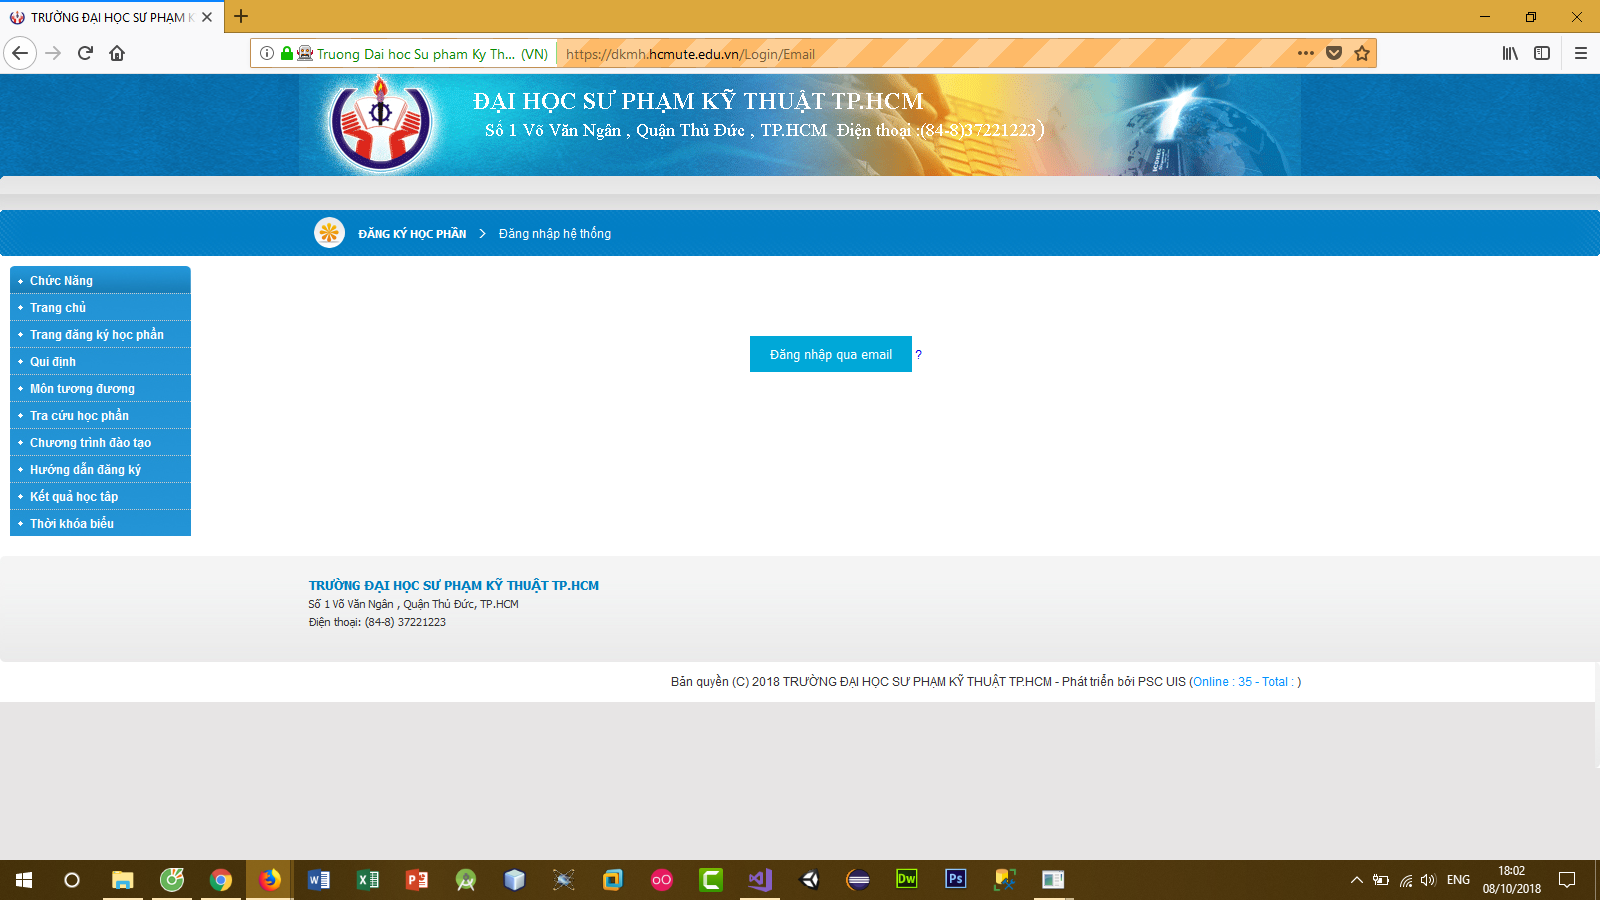 TRƯỜNG ĐẠI HỌC SƯ PHẠM K
Truong Dai hoc Su pham Ky Th... (VN)
https://dkmh.hcmute.edu.vn/Login/Email
ĐẠI HỌC SƯ PHẠM KỸ THUẬT TP.HCM
Số 1 Võ Văn Ngân , Quận Thủ Đức , TP.HCM Điện thoại :(84-8)37221223)
ĐĂNG KÝ HỌC PHẦN > Đăng nhập hệ thống
Chức Năng
Trang chủ
Trang đăng ký học phần
Qui định
Môn tương đương
Tra cứu học phần
Chương trình đào tạo
Hướng dẫn đăng ký
Kết quả học tâp
Thời khóa biểu
Đăng nhập qua email ?
TRƯỜNG ĐẠI HỌC SƯ PHẠM KỸ THUẬT TP.HCM
Số 1 Võ Văn Ngân , Quận Thủ Đức, TP.HCM
Điện thoại: (84-8) 37221223
Bản quyền (C) 2018 TRƯỜNG ĐẠI HỌC SƯ PHẠM KỸ THUẬT TP.HCM - Phát triển bởi PSC UIS (Online : 35 - Total : )
ENG
18:02
08/10/2018
Dw
Ps